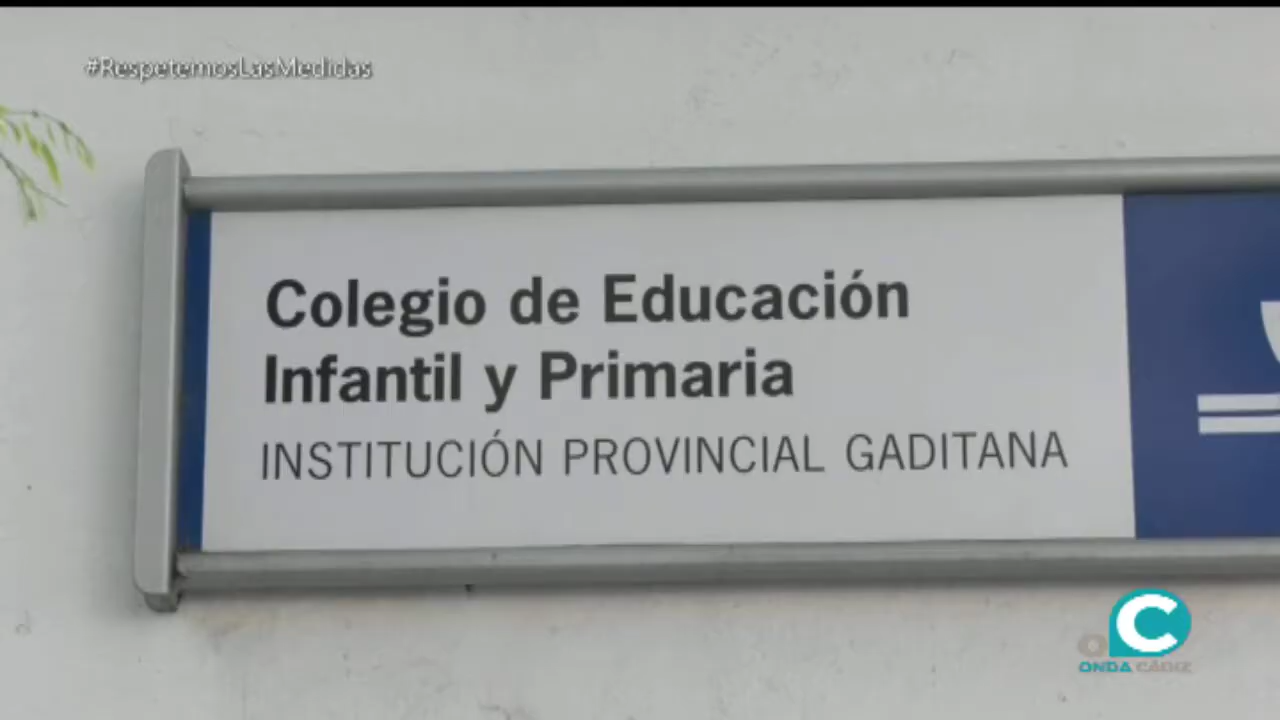 #RespetemosLasMedidas
Colegio de Educación
Infantil y Primaria
INSTITUCIÓN PROVINCIAL GADITANA
C
ONDA CÁDIZ